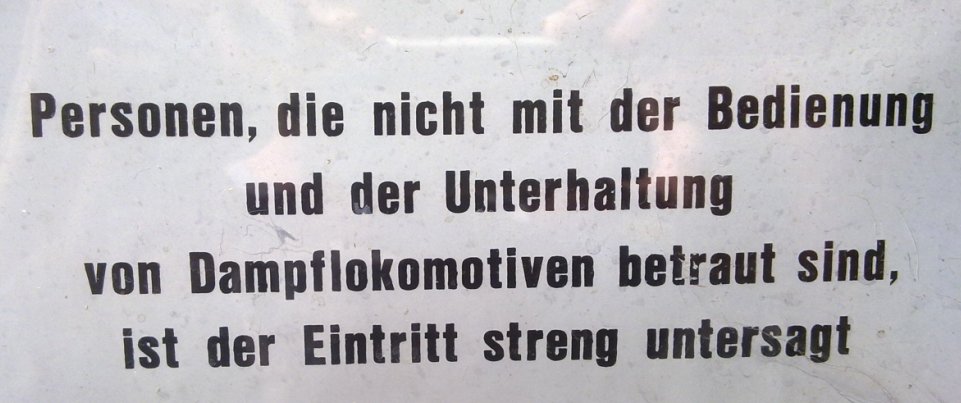 Personen, die nicht mit der Bedienung
und der Unterhaltung
von Dampflokomotiven betraut sind,
ist der Eintritt streng untersagt